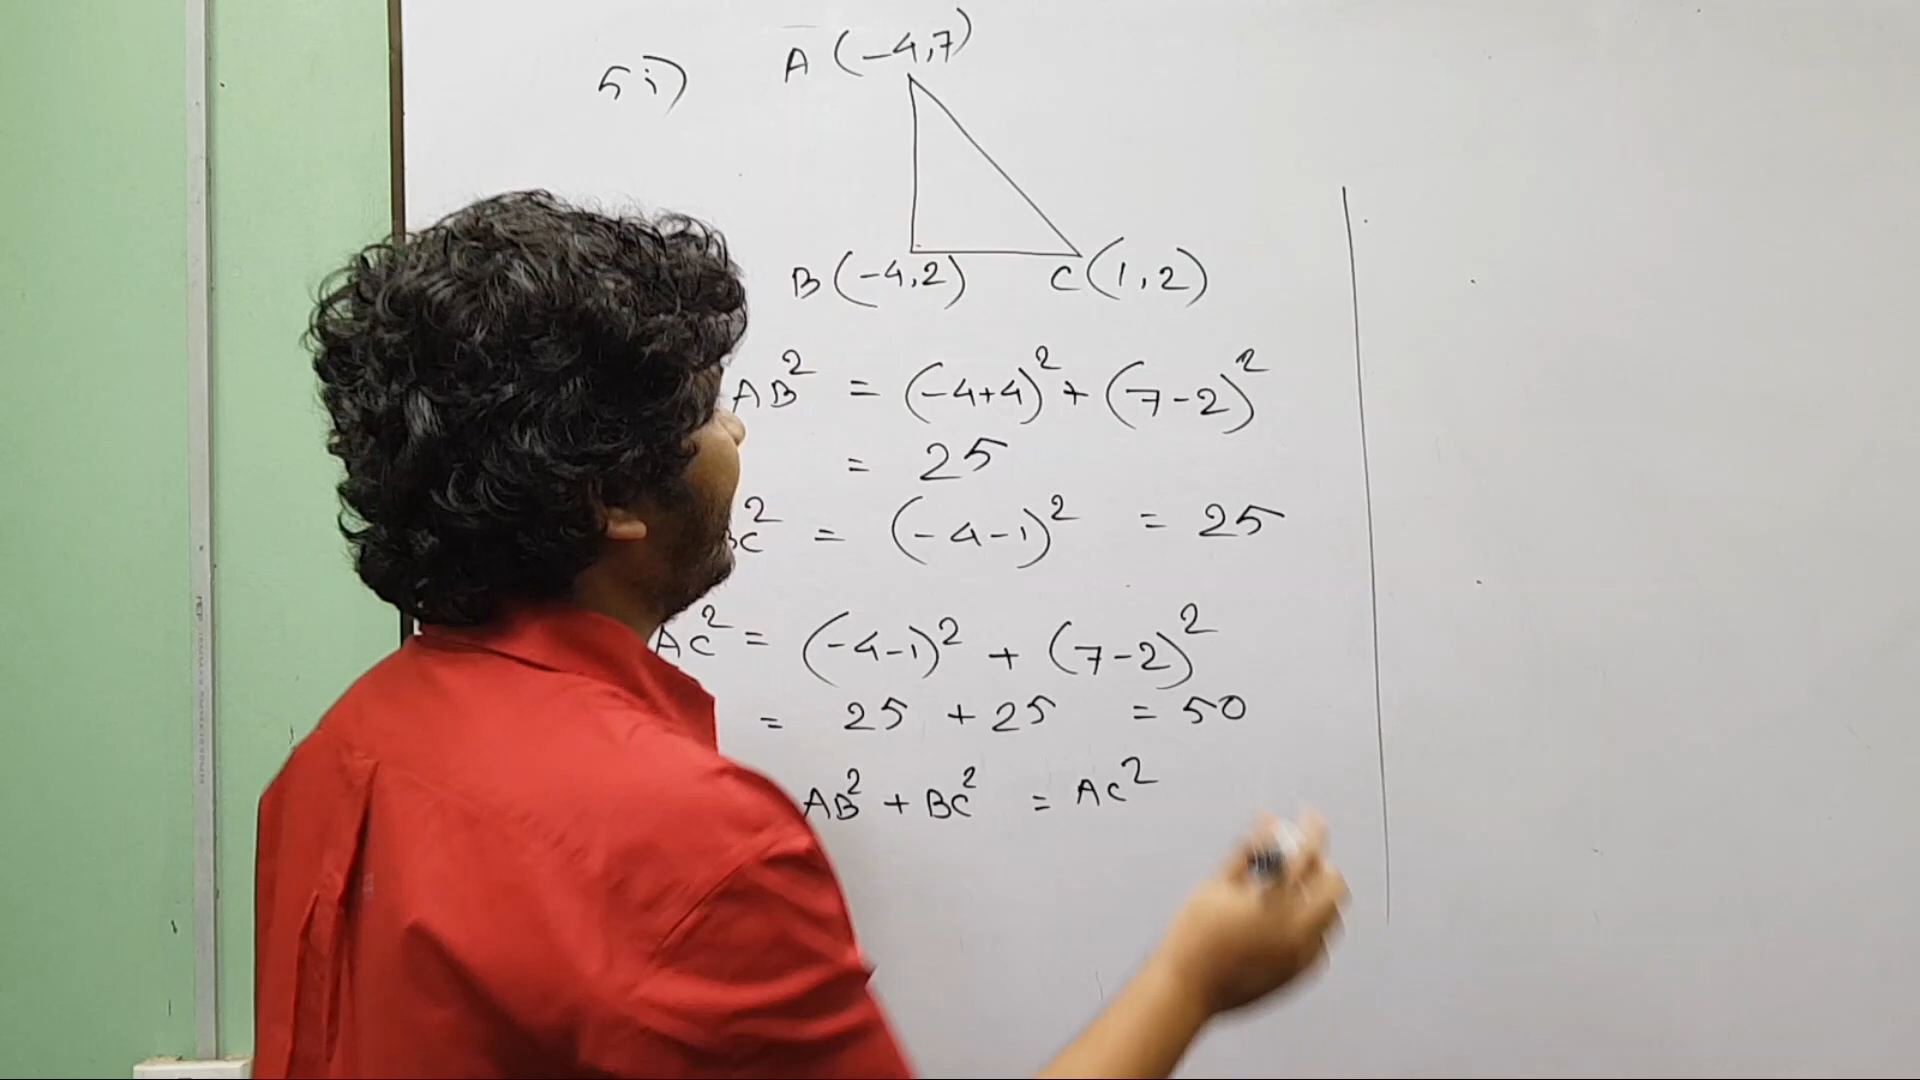 5 i)
A (-4,7)
B (-4,2) C (1,2)
AB² = (-4+4)² + (7-2)²
= 25
BC² = (-4-1)² = 25
AC² = (-4-1)² + (7-2)²
= 25 + 25 = 50
AB² + BC² = AC²